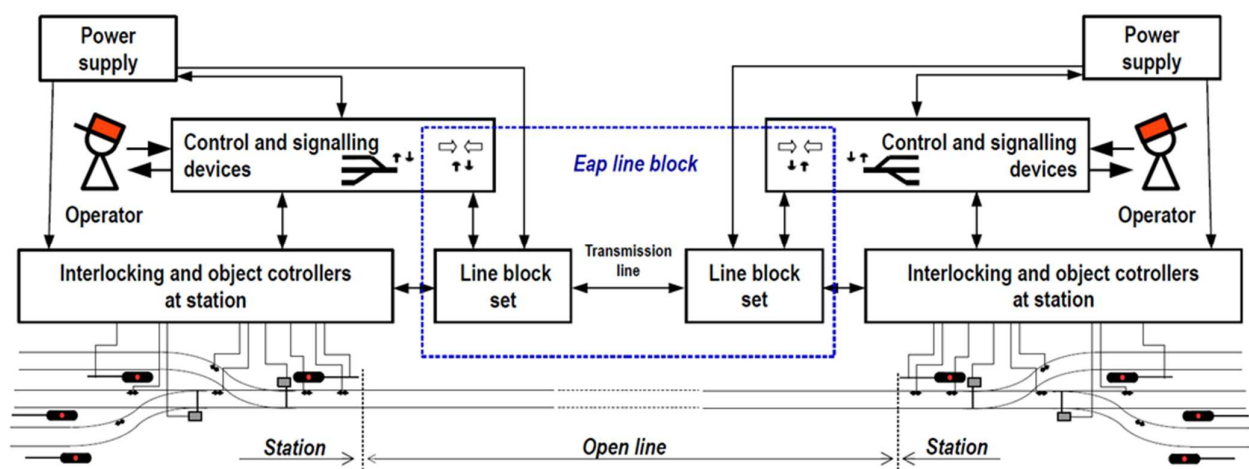 Power
supply
Power
supply
Control and signalling
devices
Eap line block
Control and signalling
devices
Operator
Operator
Interlocking and object cotrollers
at station
Line block
set
Transmission
line
Line block
set
Interlocking and object cotrollers
at station
Station
Open line
Station